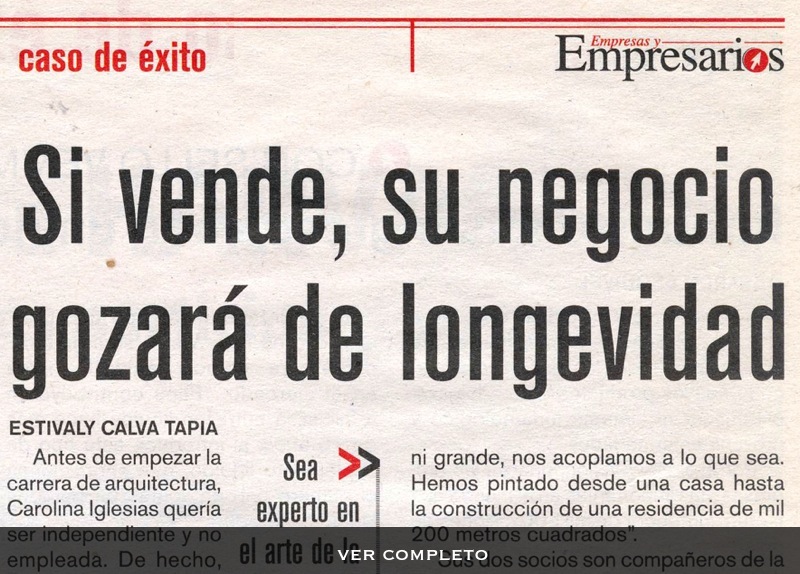 caso de éxito
Empresas y
Empresarios
Si vende, su negocio
gozará de longevidad
ESTIVALY CALVA TAPIA
Antes de empezar la
carrera de arquitectura,
Carolina Iglesias quería
ser independiente y no
empleada. De hecho,
Sea
experto en
el arte de la
ni grande, nos acoplamos a lo que sea.
Hemos pintado desde una casa hasta
la construcción de una residencia de mil
200 metros cuadrados".
Sus dos socios son compañeros de la
VER COMPLETO